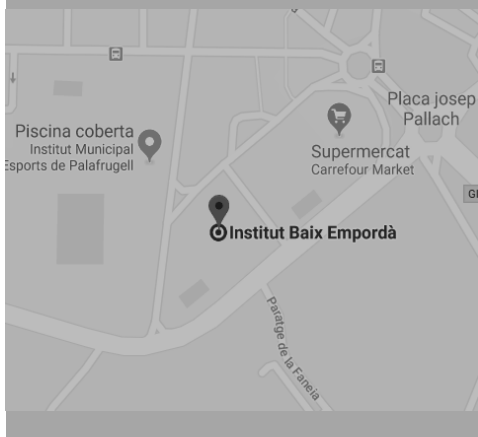 Placa josep
Pallach
Piscina coberta
Institut Municipal
Esports de Palafrugell
Supermercat
Carrefour Market
Institut Baix Empordà
Paratge de la Faneia